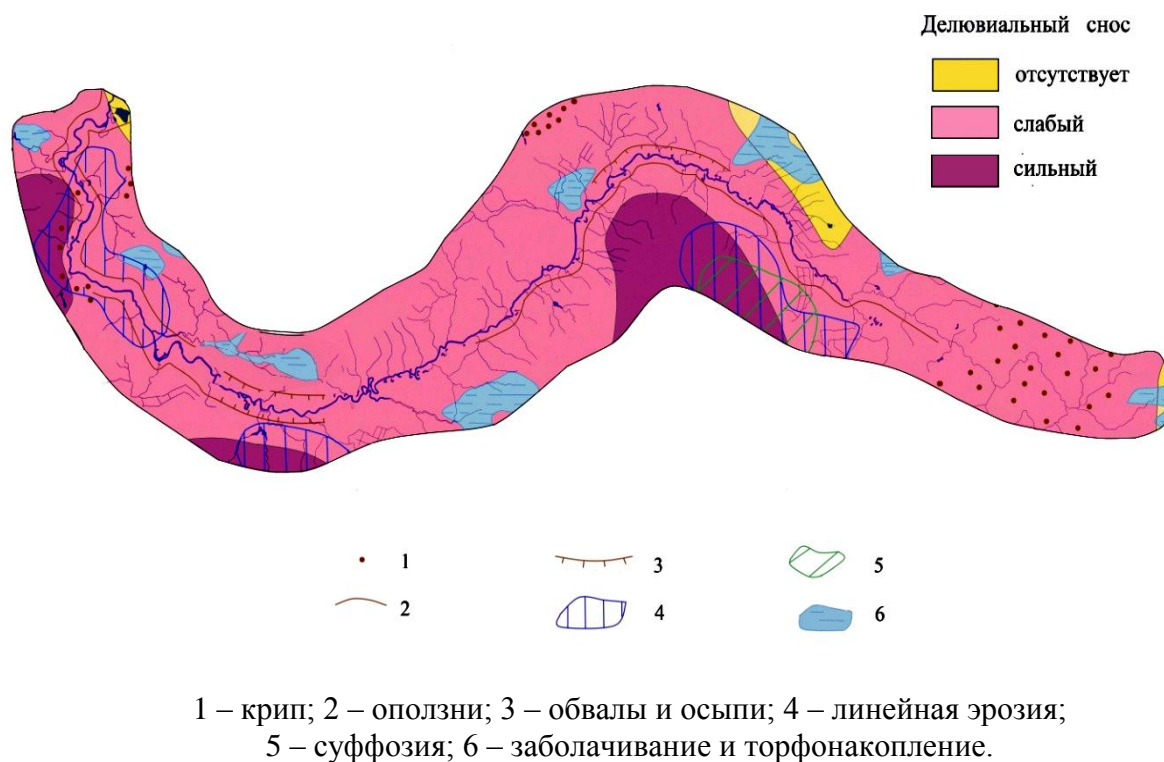 Делювиальный снос
отсутствует
слабый
сильный
1
2
3
4
5
6
1 – крип; 2 – оползни; 3 – обвалы и осыпи; 4 – линейная эрозия;
5 – суффозия; 6 – заболачивание и торфонакопление.